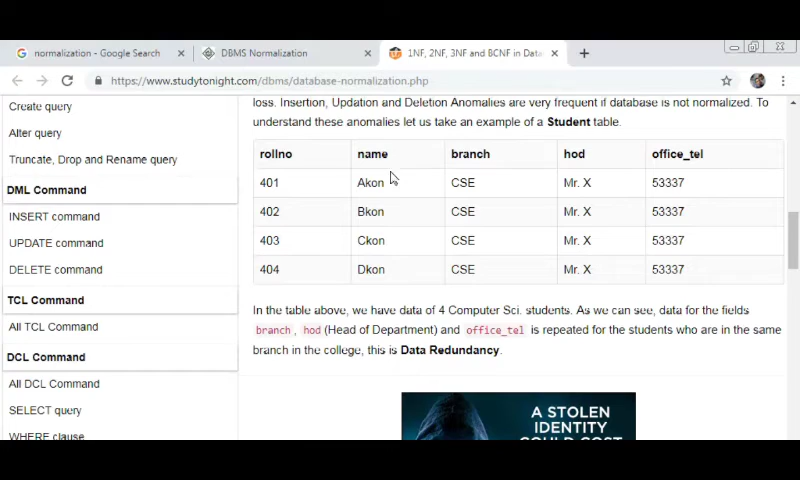 normalization - Google Search
DBMS Normalization
1NF, 2NF, 3NF and BCNF in Data
https://www.studytonight.com/dbms/database-normalization.php
Create query
Alter query
Truncate, Drop and Rename query
DML Command
INSERT command
UPDATE command
DELETE command
TCL Command
All TCL Command
DCL Command
All DCL Command
SELECT query
WHERE clause
loss. Insertion, Updation and Deletion Anomalies are very frequent if database is not normalized. To
understand these anomalies let us take an example of a Student table.
rollno name branch hod office_tel
401 Akon CSE Mr. X 53337
402 Bkon CSE Mr. X 53337
403 Ckon CSE Mr. X 53337
404 Dkon CSE Mr. X 53337
In the table above, we have data of 4 Computer Sci. students. As we can see, data for the fields
branch, hod (Head of Department) and office_tel is repeated for the students who are in the same
branch in the college, this is Data Redundancy.
A STOLEN
IDENTITY
COULD COST